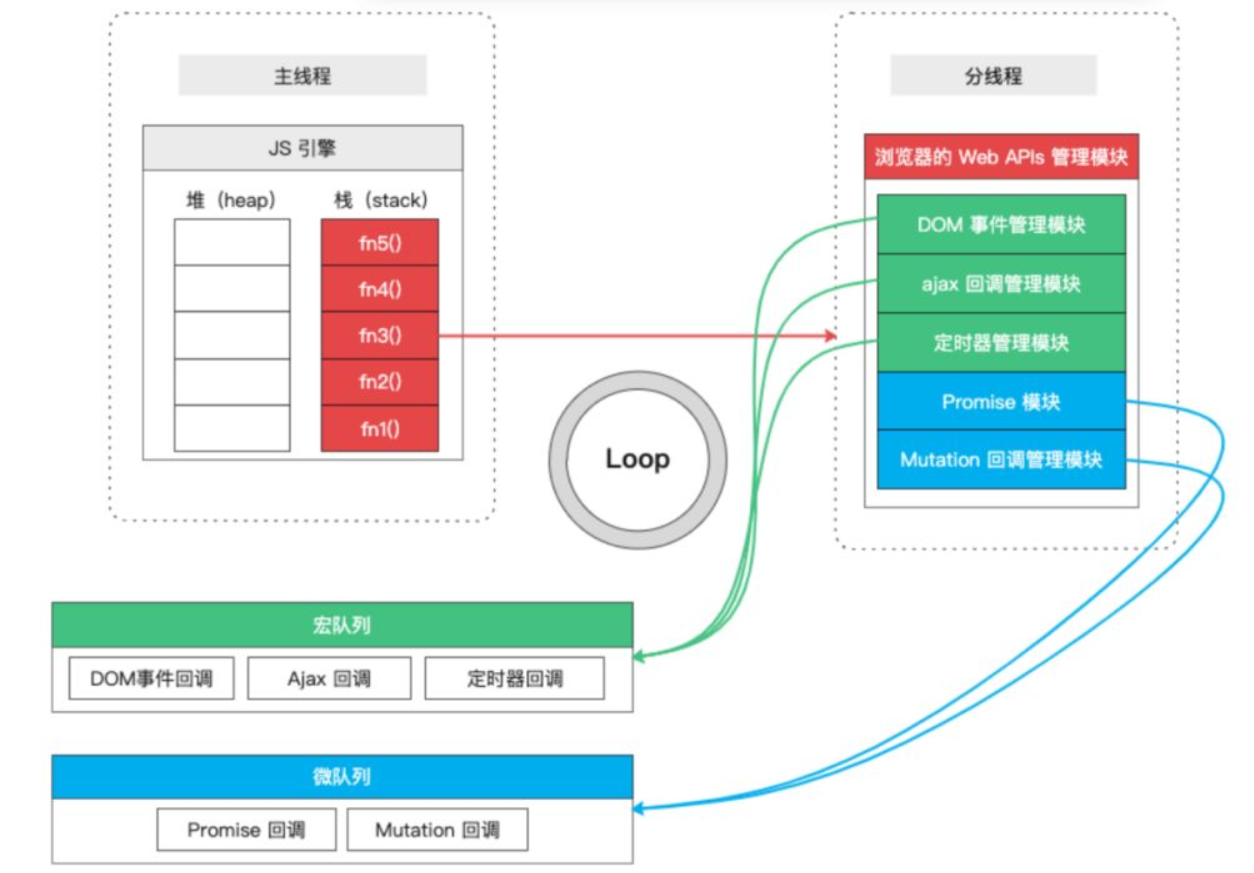 主线程
JS 引擎
堆（heap）
栈（stack）
fn5()
fn4()
fn3()
fn2()
fn1()
Loop
分线程
浏览器的 Web APIs 管理模块
DOM 事件管理模块
ajax 回调管理模块
定时器管理模块
Promise 模块
Mutation 回调管理模块
宏队列
DOM事件回调
Ajax 回调
定时器回调
微队列
Promise 回调
Mutation 回调